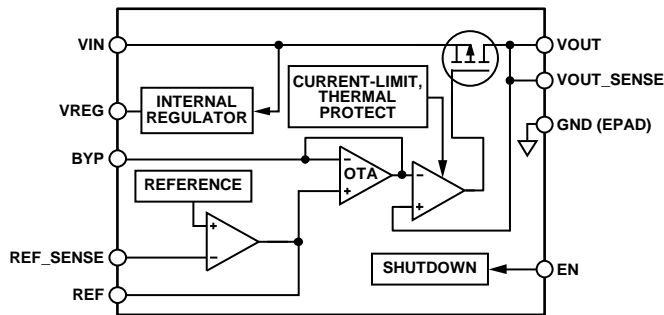 VIN
VOUT
CURRENT-LIMIT,
THERMAL
PROTECT
VOUT_SENSE
VREG
INTERNAL
REGULATOR
GND (EPAD)
BYP
–
OTA
+
–
+
REFERENCE
+
–
REF_SENSE
SHUTDOWN
EN
REF